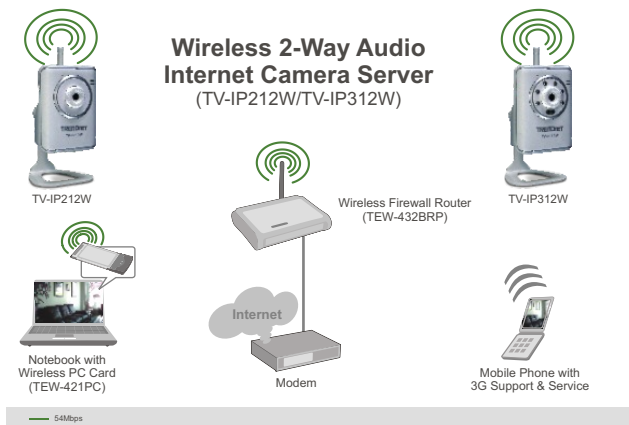 Wireless 2-Way Audio
Internet Camera Server
(TV-IP212W/TV-IP312W)
TV-IP212W
TV-IP312W
Wireless Firewall Router
(TEW-432BRP)
Internet
Notebook with
Wireless PC Card
(TEW-421PC)
Modem
Mobile Phone with
3G Support & Service
54Mbps